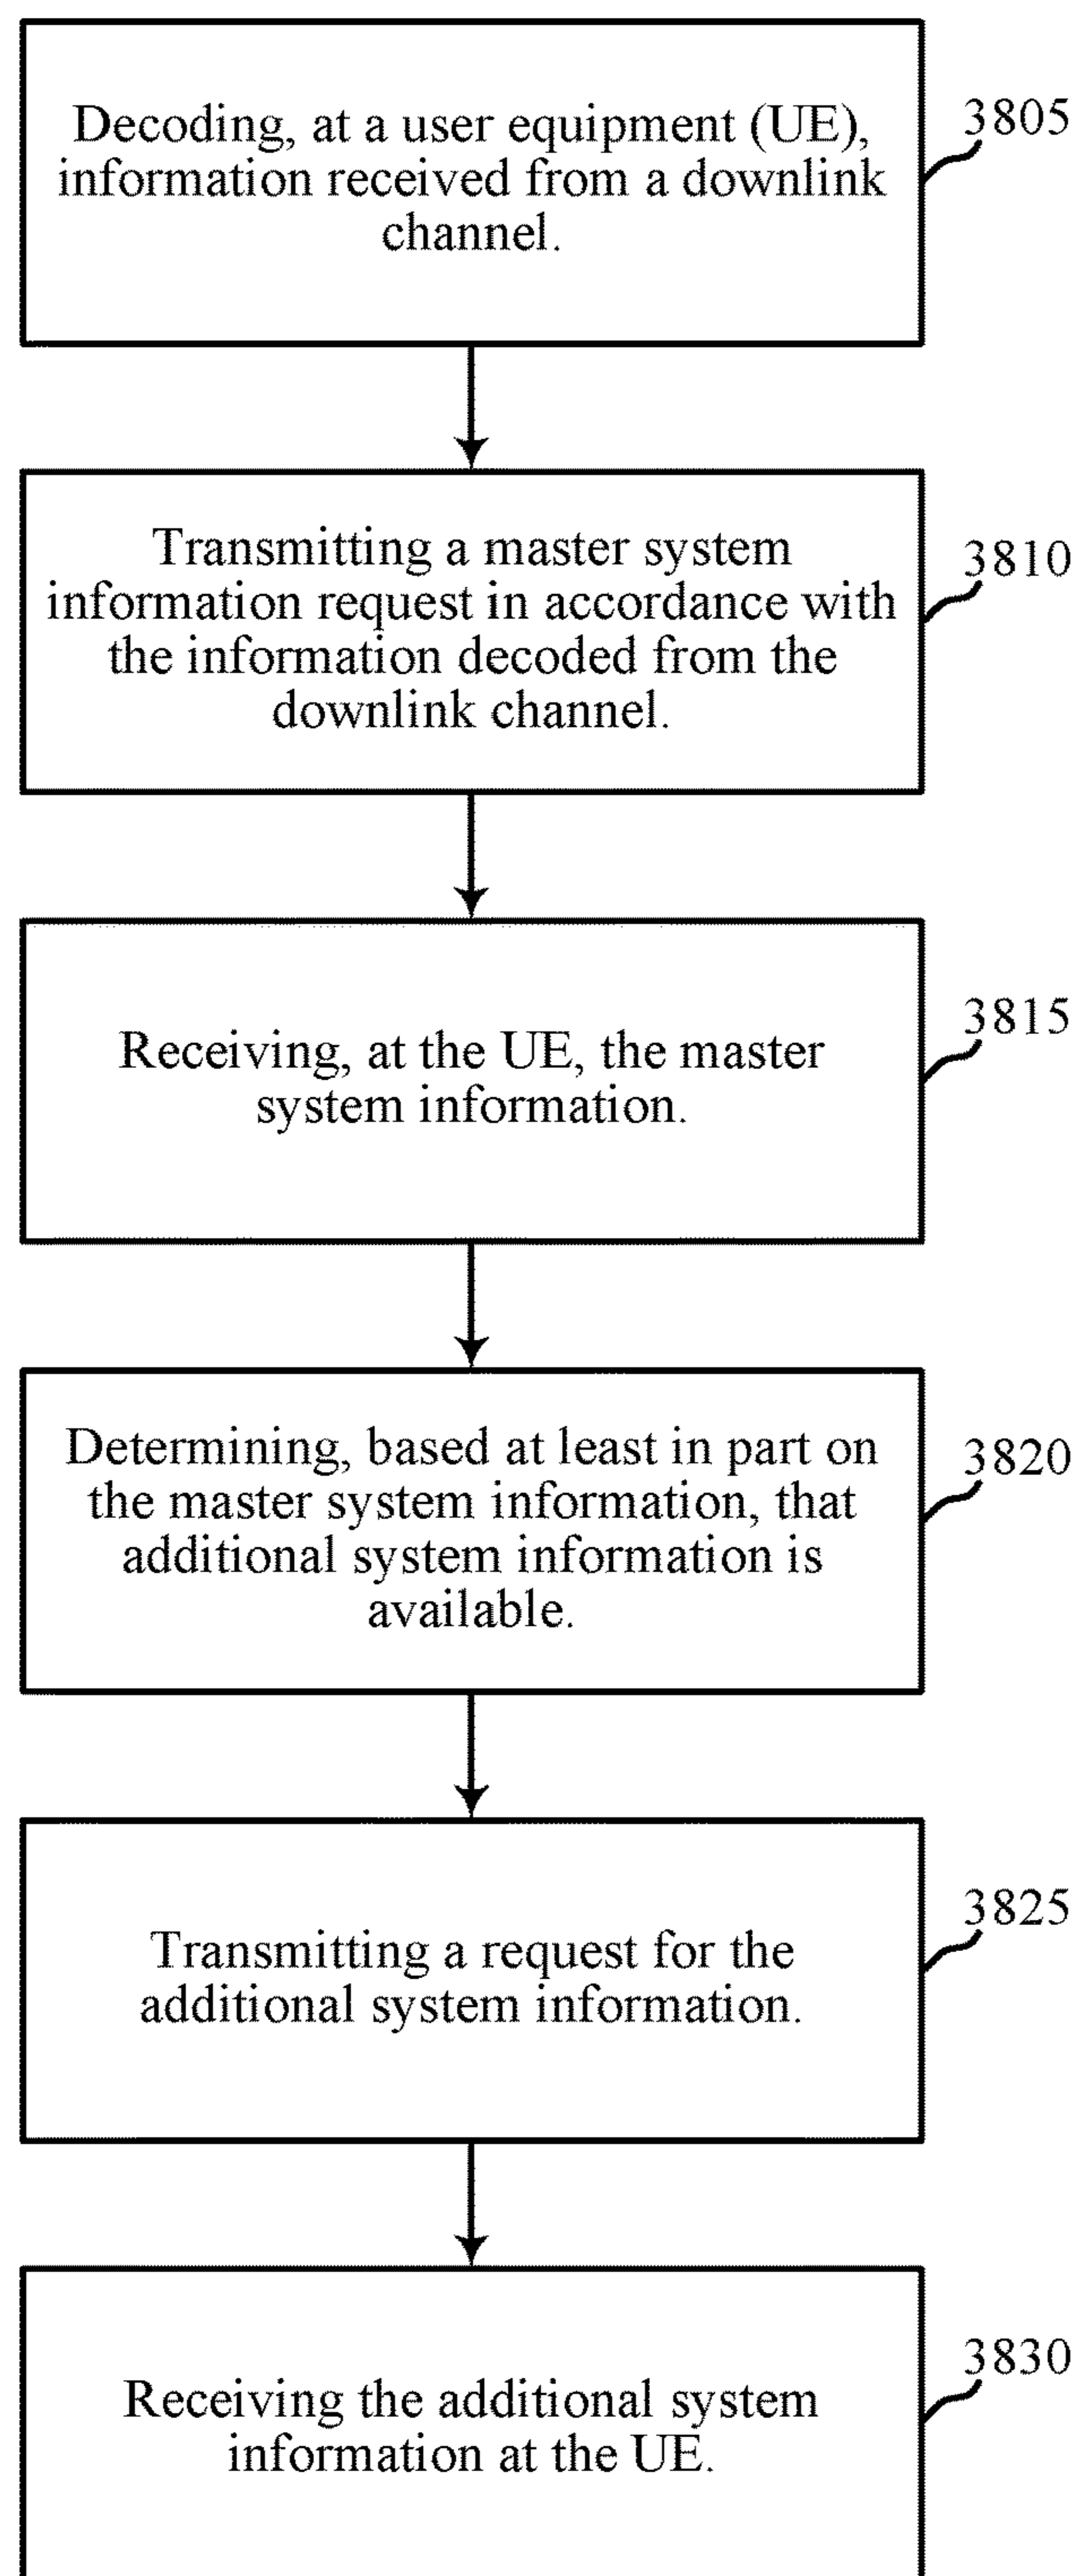 Decoding, at a user equipment (UE),
information received from a downlink
channel.
3805
Transmitting a master system
information request in accordance with
the information decoded from the
downlink channel.
3810
Receiving, at the UE, the master
system information.
3815
Determining, based at least in part on
the master system information, that
additional system information is
available.
3820
Transmitting a request for the
additional system information.
3825
Receiving the additional system
information at the UE.
3830